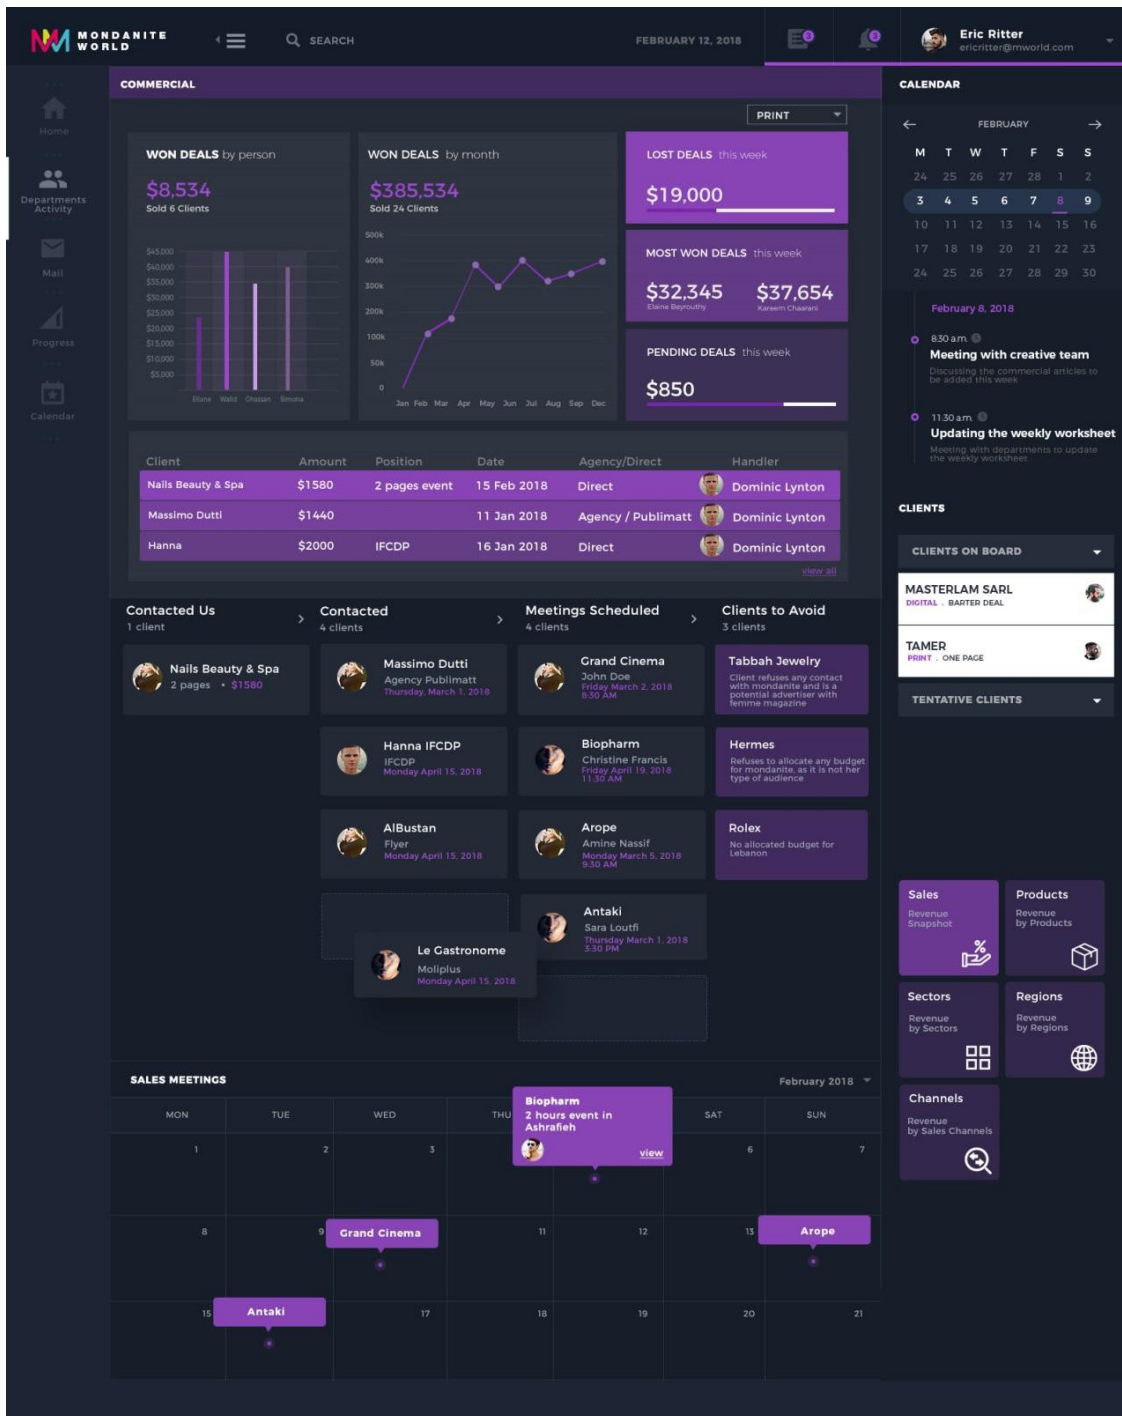 MONDANITE
WORLD
SEARCH
FEBRUARY 12, 2018
3
3
Eric Ritter
ericritter@mworld.com
Home
Departments
Activity
Mail
Progress
Calendar
COMMERCIAL
PRINT
WON DEALS by person
$8,534
Sold 6 Clients
$45,000
$40,000
$35,000
$30,000
$25,000
$20,000
$15,000
$10,000
$5,000
Eliane Walid Ghassan Simona
WON DEALS by month
$385,534
Sold 24 Clients
500k
400k
300k
200k
100k
50k
0
Jan Feb Mar Apr May Jun Jul Aug Sep Dec
LOST DEALS this week
$19,000
MOST WON DEALS this week
$32,345 $37,654
Elaine Beyrouthy Kareem Chaarani
PENDING DEALS this week
$850
Client Amount Position Date Agency/Direct Handler
Nails Beauty & Spa $1580 2 pages event 15 Feb 2018 Direct Dominic Lynton
Massimo Dutti $1440 11 Jan 2018 Agency / Publimatt Dominic Lynton
Hanna $2000 IFCDP 16 Jan 2018 Direct Dominic Lynton
view all
Contacted Us
1 client
Nails Beauty & Spa
2 pages • $1580
Contacted
4 clients
Massimo Dutti
Agency Publimatt
Thursday, March 1, 2018
Hanna IFCDP
IFCDP
Monday April 15, 2018
AlBustan
Flyer
Monday April 15, 2018
Le Gastronome
Moliplus
Monday April 15, 2018
Meetings Scheduled
4 clients
Grand Cinema
John Doe
Friday March 2, 2018
8:30 AM
Biopharm
Christine Francis
Friday April 19, 2018
11:30 AM
Arope
Amine Nassif
Monday March 5, 2018
9:30 AM
Antaki
Sara Loutfi
Thursday March 1, 2018
3:30 PM
Clients to Avoid
3 clients
Tabbah Jewelry
Client refuses any contact
with mondanite and is a
potential advertiser with
femme magazine
Hermes
Refuses to allocate any budget
for mondanite, as it is not her
type of audience
Rolex
No allocated budget for
Lebanon
SALES MEETINGS
February 2018
MON TUE WED THU SAT SUN
Biopharm
2 hours event in
Ashrafieh
view
1 2 3 6 7
8 9 Grand Cinema 11 12 13 Arope
15 Antaki 17 18 19 20 21
CALENDAR
FEBRUARY
M T W T F S S
24 25 26 27 28 1 2
3 4 5 6 7 8 9
10 11 12 13 14 15 16
17 18 19 20 21 22 23
24 25 26 27 28 29 30
February 8, 2018
8:30 a.m.
Meeting with creative team
Discussing the commercial articles to
be added this week
11:30 a.m.
Updating the weekly worksheet
Meeting with departments to update
the weekly worksheet
CLIENTS
CLIENTS ON BOARD
MASTERLAM SARL
DIGITAL . BARTER DEAL
TAMER
PRINT . ONE PAGE
TENTATIVE CLIENTS
Sales
Revenue
Snapshot
%
Products
Revenue
by Products
Sectors
Revenue
by Sectors
Regions
Revenue
by Regions
Channels
Revenue
by Sales Channels